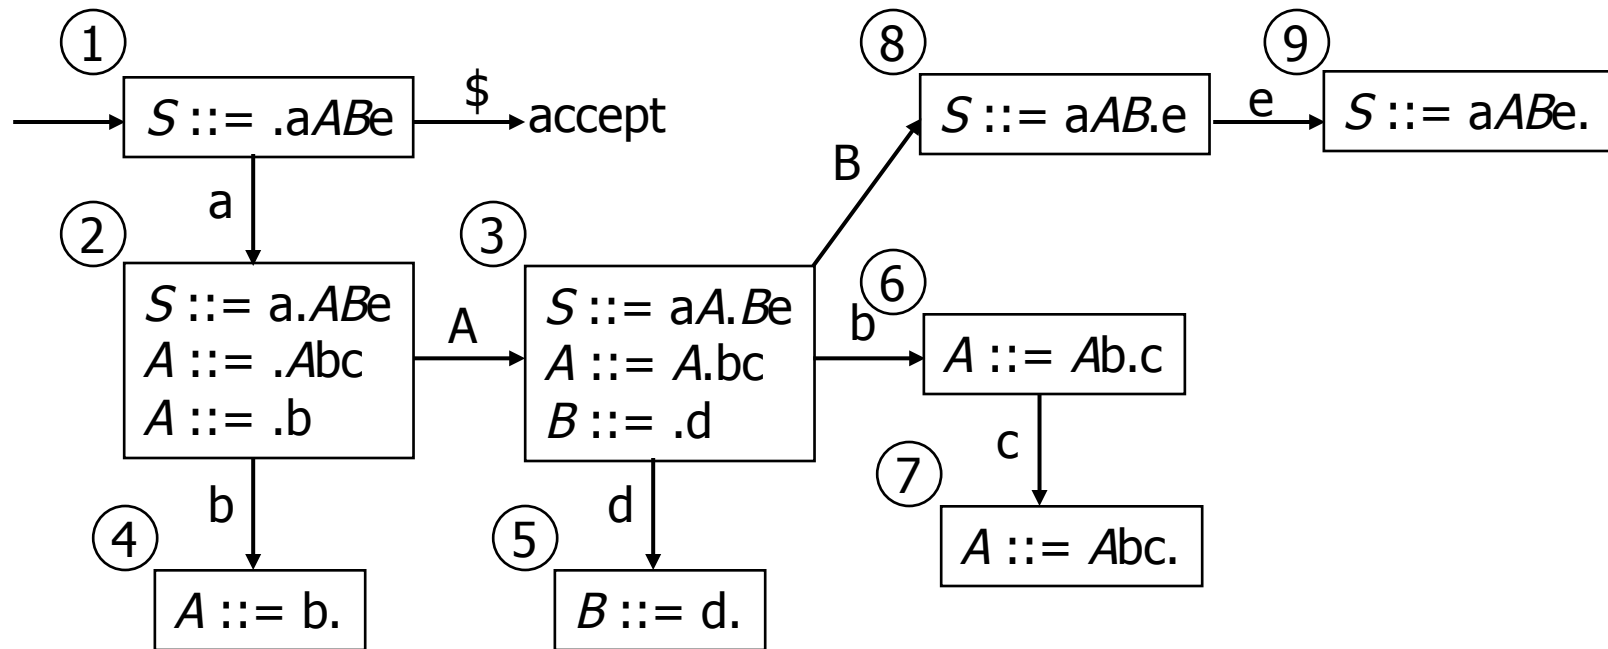 1
S ::= .aABe
$
accept
a
2
S ::= a.ABe
A ::= .Abc
A ::= .b
A
3
S ::= aA.Be
A ::= A.bc
B ::= .d
B
8
S ::= aAB.e
e
9
S ::= aABe.
b
6
A ::= Ab.c
c
7
A ::= Abc.
b
4
A ::= b.
d
5
B ::= d.